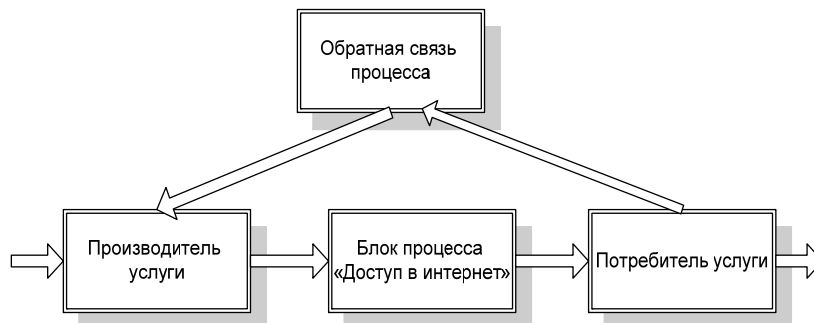 Обратная связь
процесса
Производитель
услуги
Блок процесса
«Доступ в интернет»
Потребитель услуги